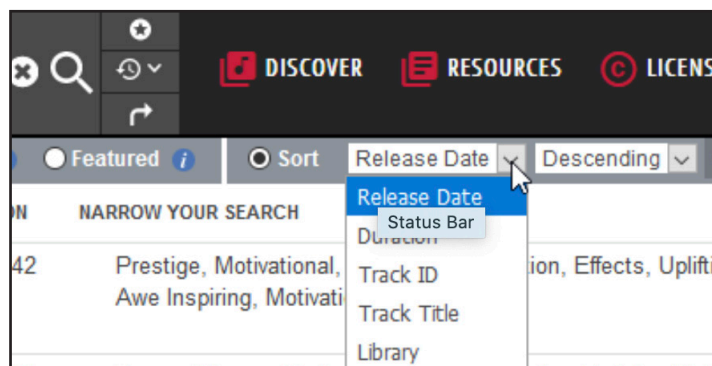 DISCOVER RESOURCES LICENS
Featured i Sort Release Date Descending
ON NARROW YOUR SEARCH
Release Date
Status Bar
Duration
42 Prestige, Motivational, ion, Effects, Uplifti
Track ID
Awe Inspiring, Motivati
Track Title
Library